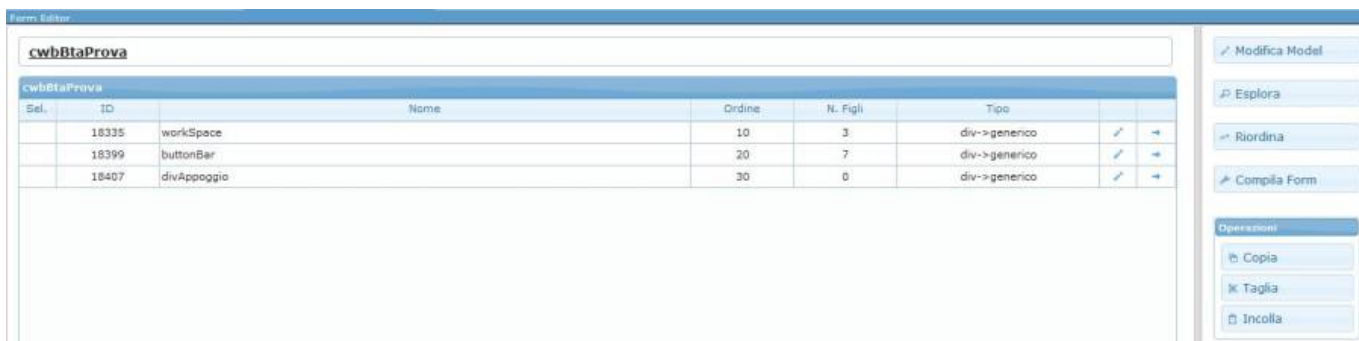 Form Editor
cwbBtaProva
cwbBtaProva
Sel. ID Nome Ordine N. Figli Tipo
18335 workSpace 10 3 div->generico
18399 buttonBar 20 7 div->generico
18407 divAppoggio 30 0 div->generico
Modifica Model
Esplora
Riordina
Compila Form
Operazioni
Copia
Taglia
Incolla